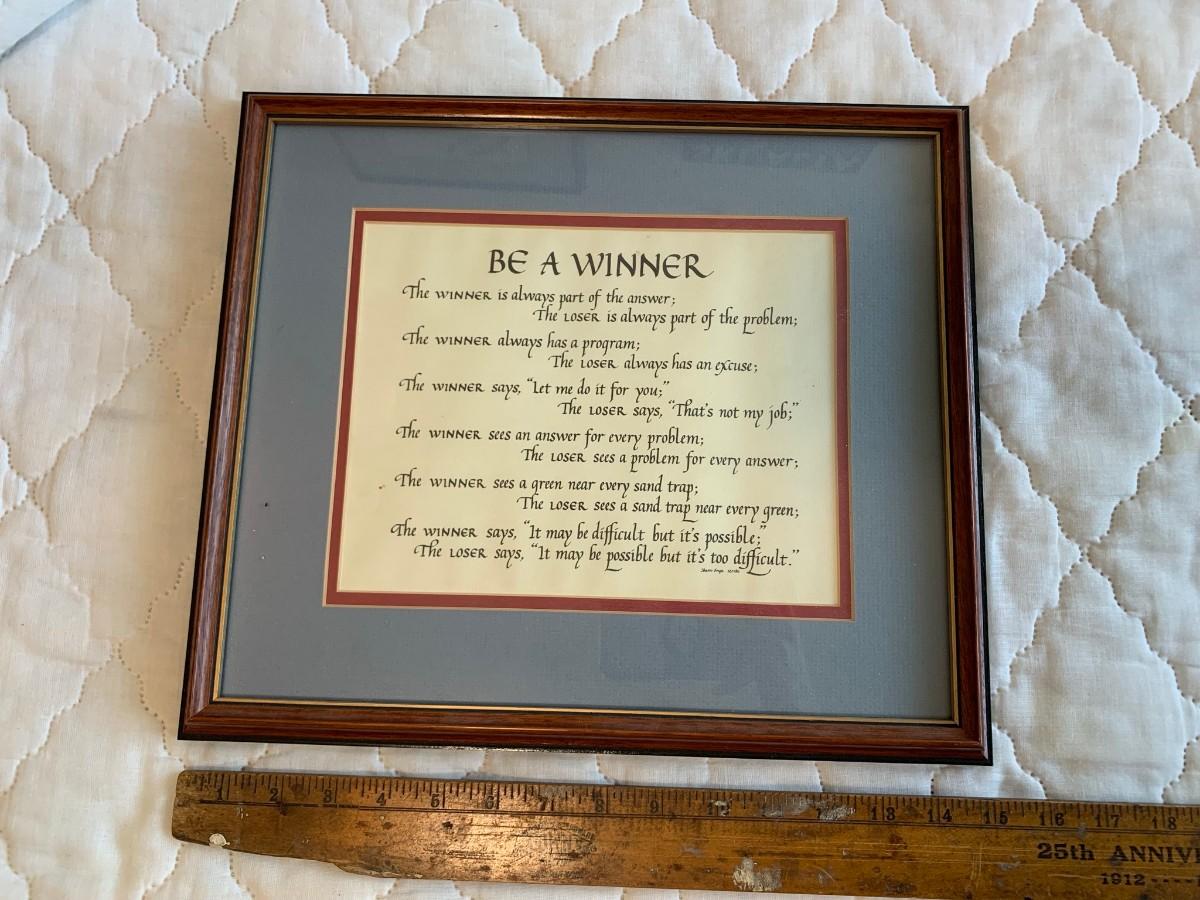 BE A WINNER
The WINNER is always part of the answer;
The LOSER is always part of the problem;
The WINNER always has a program;
The LOSER always has an excuse;
The WINNER says, "Let me do it for you;"
The LOSER says, "That's not my job;"
The WINNER sees an answer for every problem;
The LOSER sees a problem for every answer;
The WINNER sees a green near every sand trap;
The LOSER sees a sand trap near every green;
The WINNER says, "It may be difficult but it's possible;"
The LOSER says, "It may be possible but it's too difficult."
1 2 3 4 5 6 7 8 9 13 14 15 16 17 18
25th ANNIV
1912